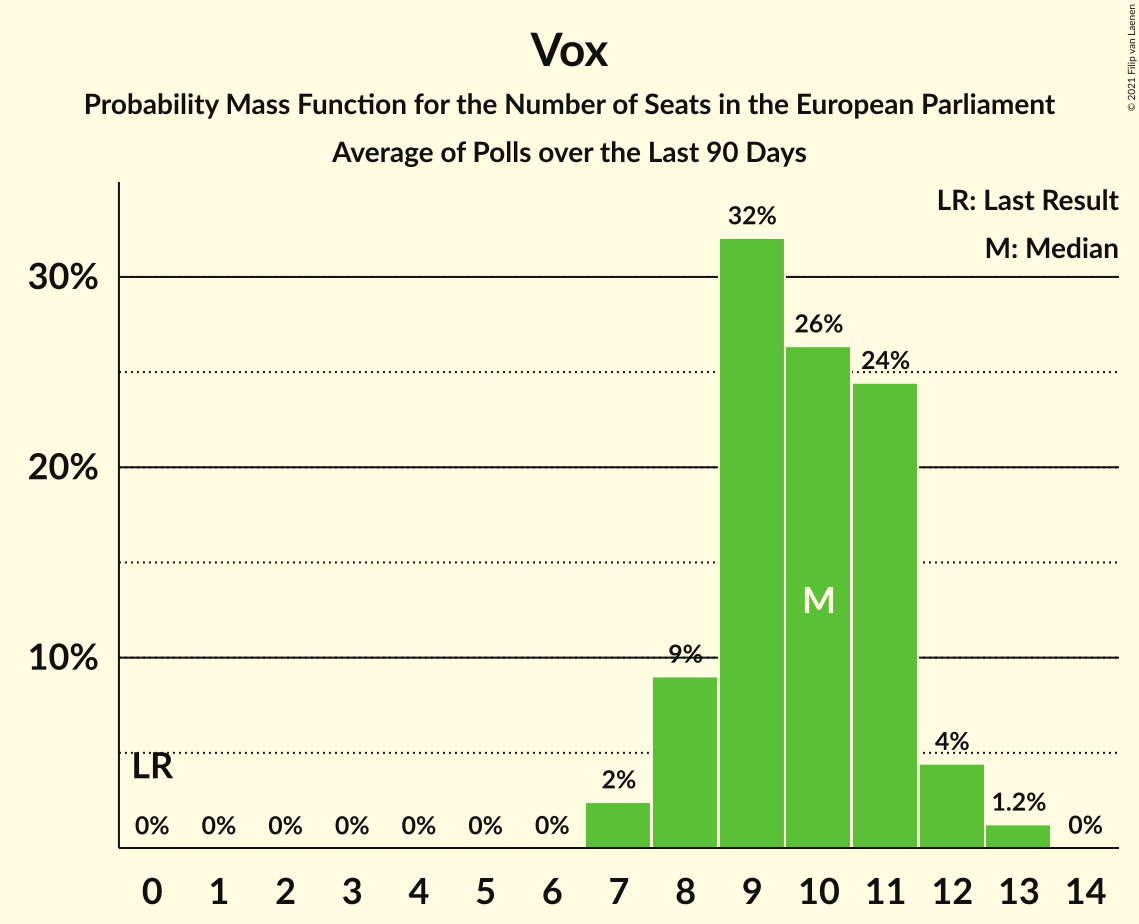 Vox
Probability Mass Function for the Number of Seats in the European Parliament
Average of Polls over the Last 90 Days
© 2021 Filip van Laenen
LR: Last Result
M: Median
30%
20%
10%
32%
26%
24%
9%
4%
2%
1.2%
M
LR
0% 0% 0% 0% 0% 0% 0% 0%
0 1 2 3 4 5 6 7 8 9 10 11 12 13 14